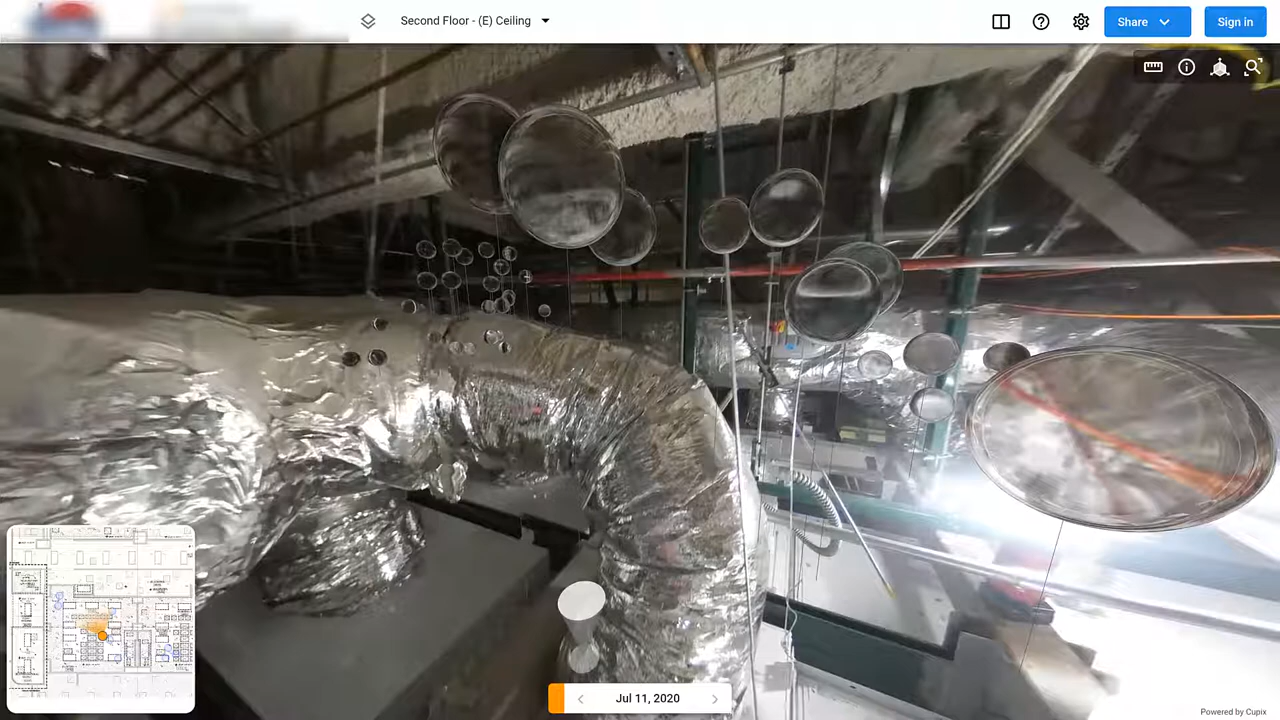 Second Floor - (E) Ceiling
Share
Sign in
Jul 11, 2020
Powered by Cupix